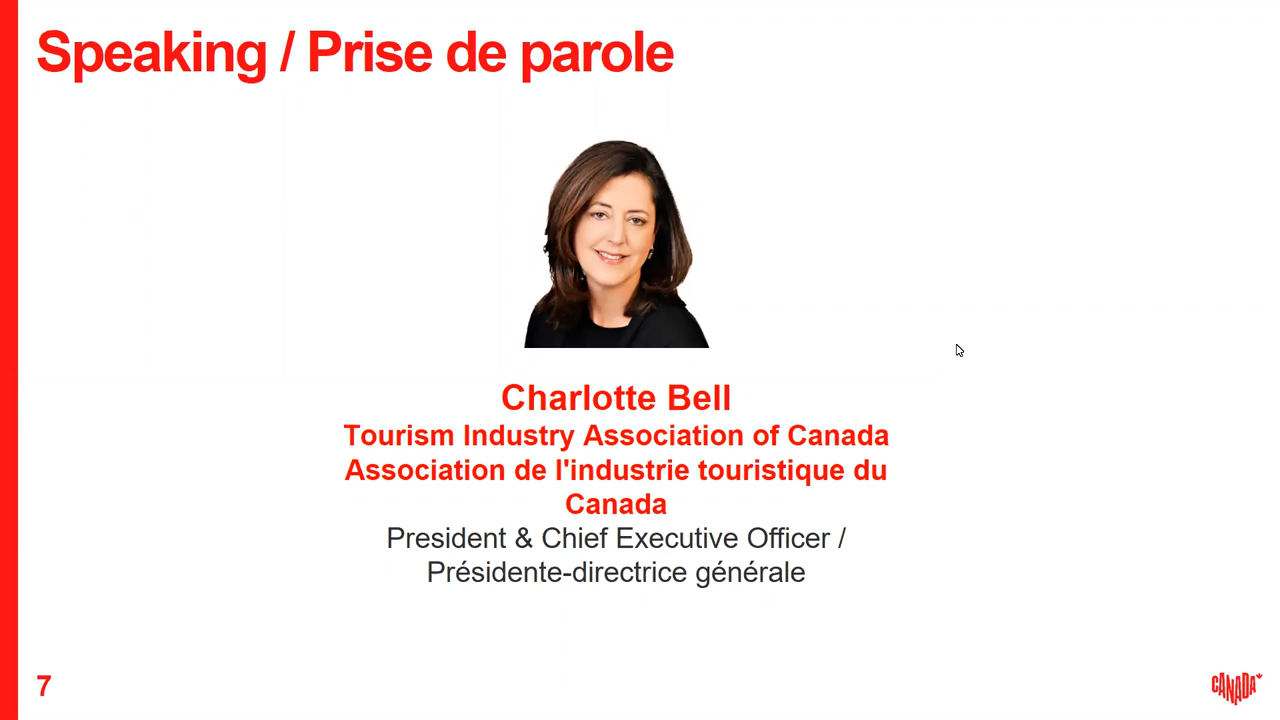 Speaking / Prise de parole
Charlotte Bell
Tourism Industry Association of Canada
Association de l'industrie touristique du
Canada
President & Chief Executive Officer /
Présidente-directrice générale
7
CANADA